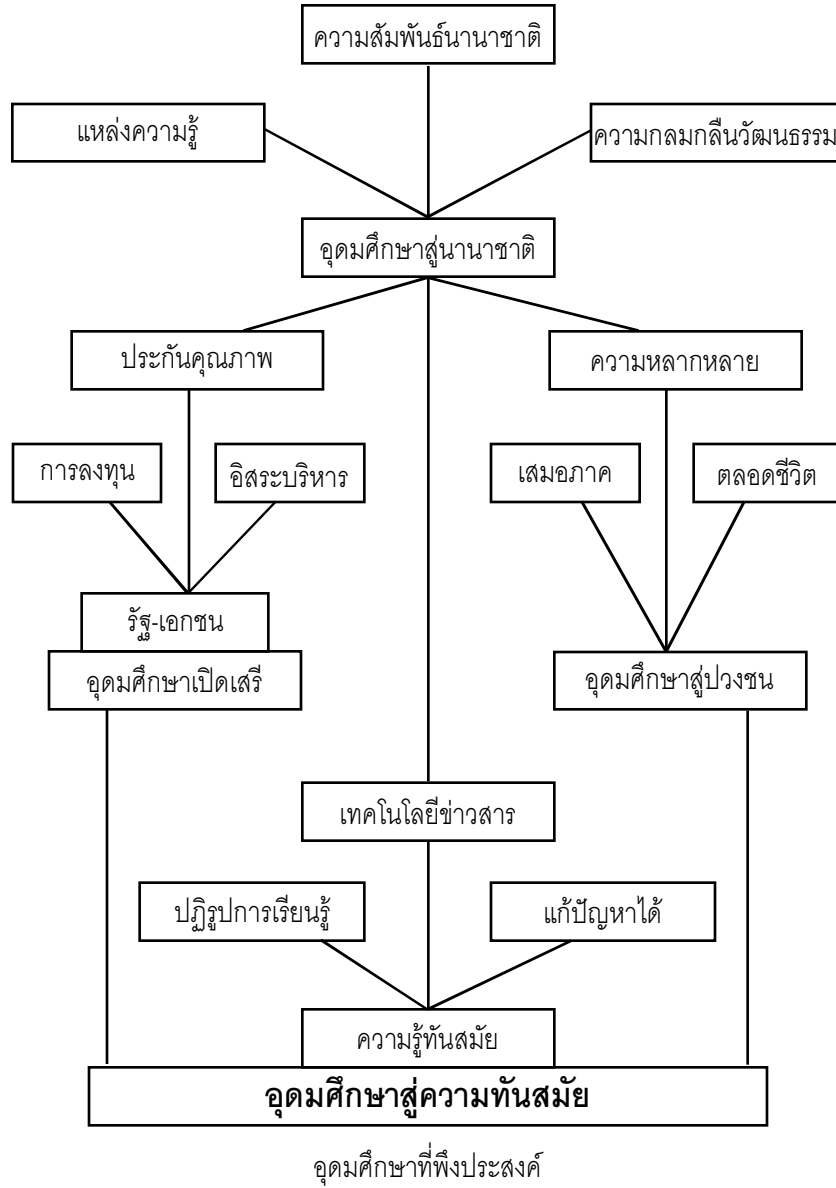 ความสัมพันธ์นานาชาติ
แหล่งความรู้
ความกลมกลืนวัฒนธรรม
อุดมศึกษาสู่นานาชาติ
ประกันคุณภาพ
ความหลากหลาย
การลงทุน
อิสระบริหาร
เสมอภาค
ตลอดชีวิต
รัฐ-เอกชน
อุดมศึกษาเปิดเสรี
อุดมศึกษาสู่ปวงชน
เทคโนโลยีข่าวสาร
ปฏิรูปการเรียนรู้
แก้ปัญหาได้
ความรู้ทันสมัย
อุดมศึกษาสู่ความทันสมัย
อุดมศึกษาที่พึงประสงค์